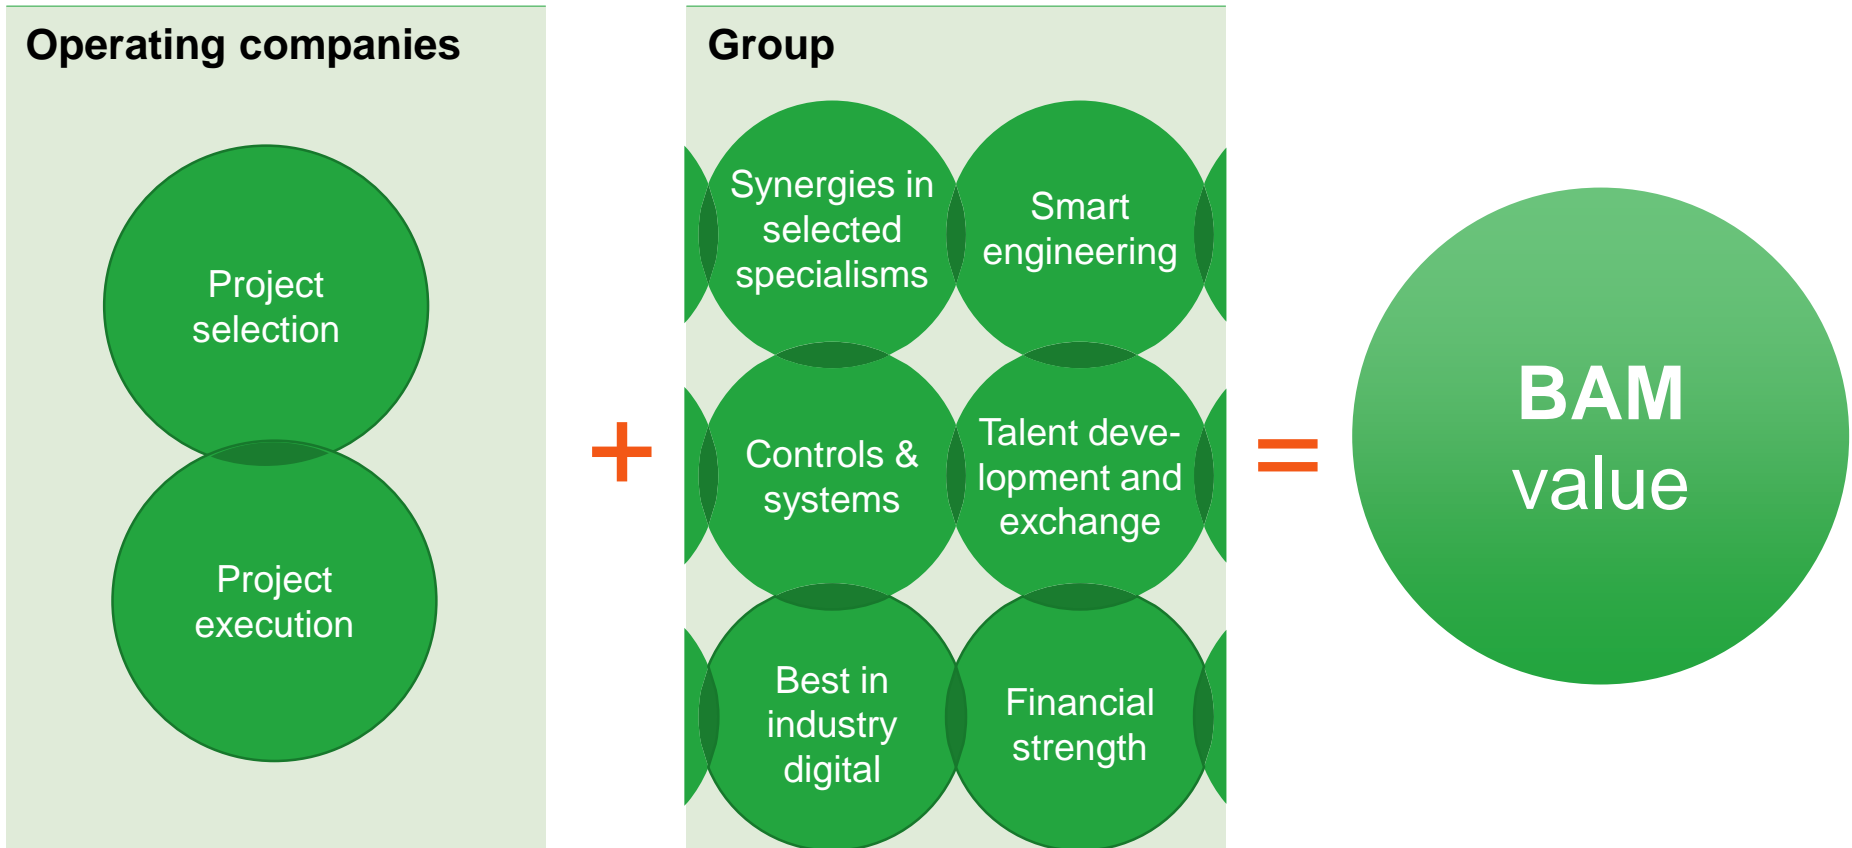 Operating companies
Project
selection
Project
execution
+
Group
Synergies in
selected
specialisms
Smart
engineering
Controls &
systems
Talent deve-
lopment and
exchange
Best in
industry
digital
Financial
strength
=
BAM
value